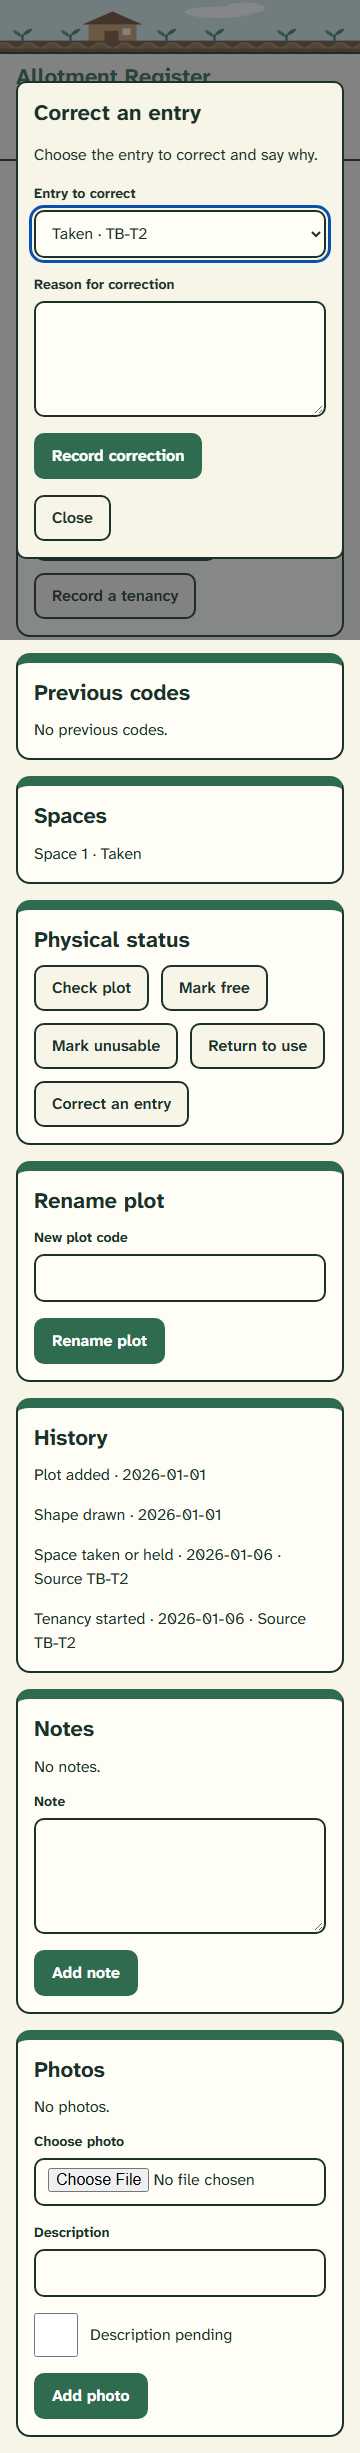 Allotment Register
Correct an entry
Choose the entry to correct and say why.
Entry to correct
Taken · TB-T2
Reason for correction
Record correction
Close
Record a tenancy
Previous codes
No previous codes.
Spaces
Space 1 · Taken
Physical status
Check plot
Mark free
Mark unusable
Return to use
Correct an entry
Rename plot
New plot code
Rename plot
History
Plot added · 2026-01-01
Shape drawn · 2026-01-01
Space taken or held · 2026-01-06 ·
Source TB-T2
Tenancy started · 2026-01-06 · Source
TB-T2
Notes
No notes.
Note
Add note
Photos
No photos.
Choose photo
Choose File No file chosen
Description
Description pending
Add photo